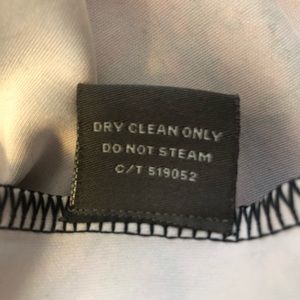 DRY CLEAN ONLY
DO NOT STEAM
C/T 519052